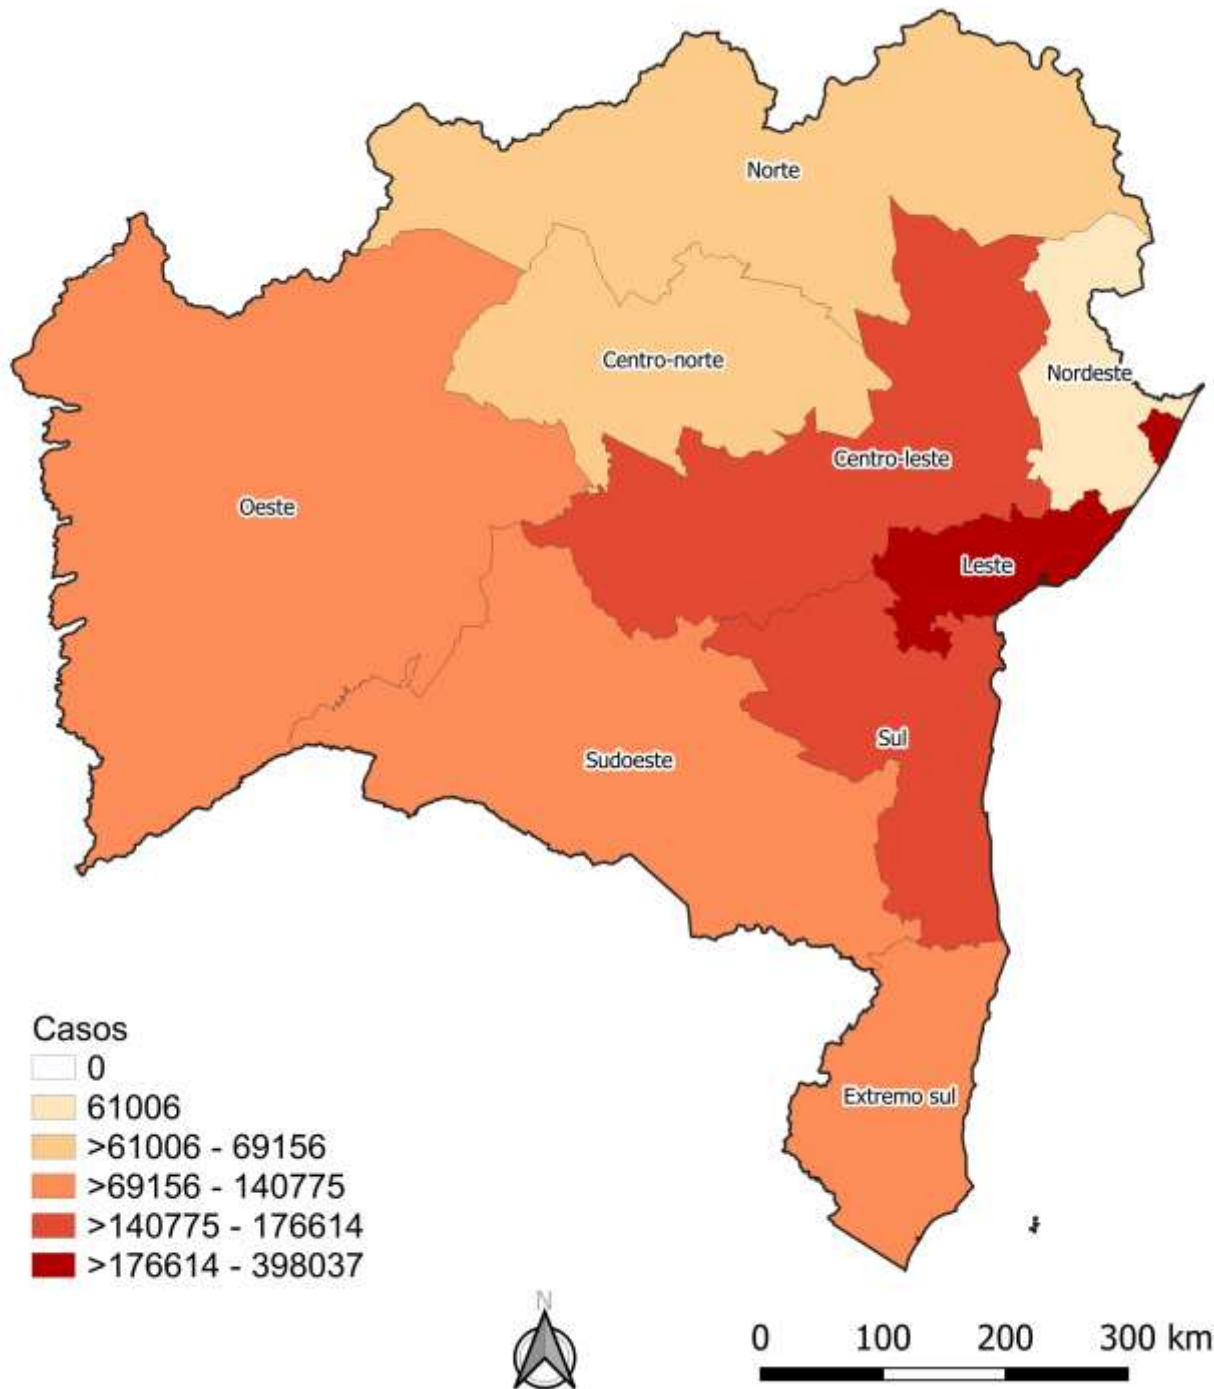 Norte
Centro-norte
Nordeste
Centro-leste
Oeste
Leste
Sul
Sudoeste
Extremo sul
Casos
0
61006
>61006 - 69156
>69156 - 140775
>140775 - 176614
>176614 - 398037
N
0 100 200 300 km